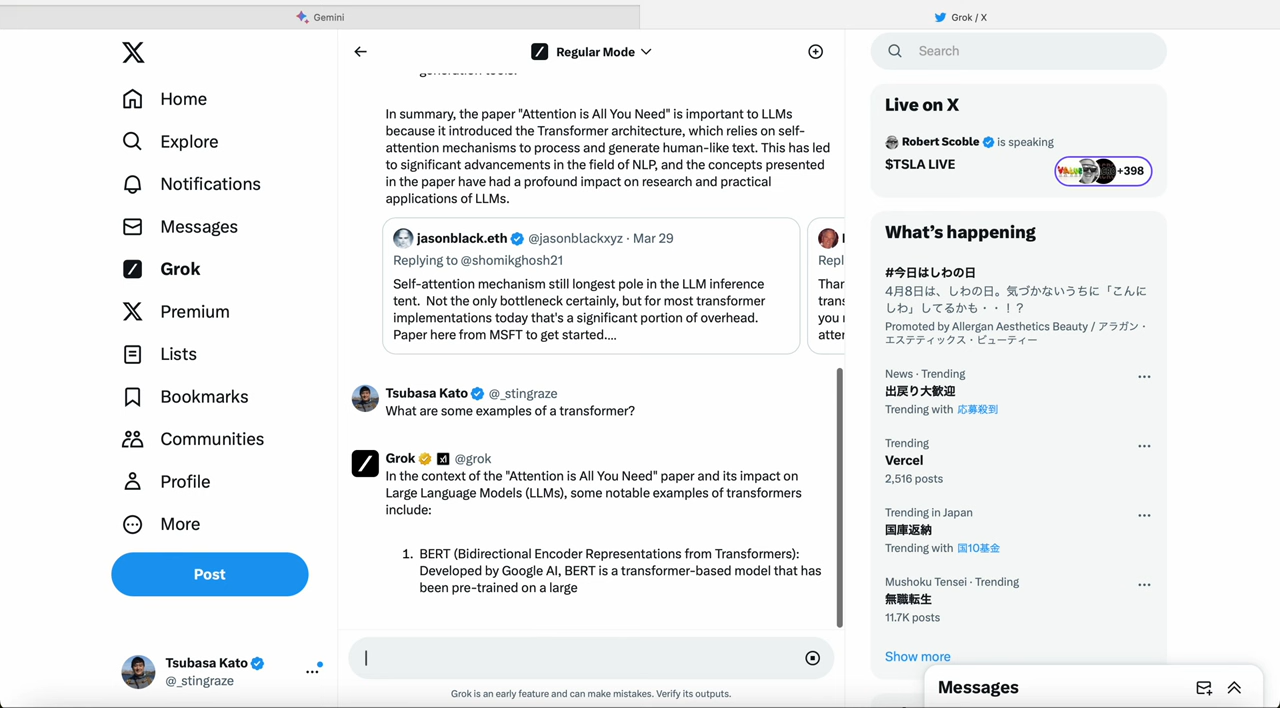 Gemini
Grok / X
Home
Explore
Notifications
Messages
Grok
Premium
Lists
Bookmarks
Communities
Profile
More
Post
Tsubasa Kato
@_stingraze
Regular Mode
generation tools.
In summary, the paper "Attention is All You Need" is important to LLMs
because it introduced the Transformer architecture, which relies on self-
attention mechanisms to process and generate human-like text. This has led
to significant advancements in the field of NLP, and the concepts presented
in the paper have had a profound impact on research and practical
applications of LLMs.
jasonblack.eth @jasonblackxyz · Mar 29
Replying to @shomikghosh21
Self-attention mechanism still longest pole in the LLM inference
tent. Not the only bottleneck certainly, but for most transformer
implementations today that's a significant portion of overhead.
Paper here from MSFT to get started....
Repl
Than
trans
you
atte
Tsubasa Kato @_stingraze
What are some examples of a transformer?
Grok @grok
In the context of the "Attention is All You Need" paper and its impact on
Large Language Models (LLMs), some notable examples of transformers
include:
1. BERT (Bidirectional Encoder Representations from Transformers):
Developed by Google AI, BERT is a transformer-based model that has
been pre-trained on a large
Grok is an early feature and can make mistakes. Verify its outputs.
Search
Live on X
Robert Scoble is speaking
$TSLA LIVE
+398
What's happening
#今日はしわの日
4月8日は、しわの日。気づかないうちに「こんに
しわ」してるかも・・！？
Promoted by Allergan Aesthetics Beauty / アラガン・
エステティックス・ビューティー
News · Trending
出戻り大歓迎
Trending with 応募殺到
Trending
Vercel
2,516 posts
Trending in Japan
国庫返納
Trending with 国10基金
Mushoku Tensei · Trending
無職転生
11.7K posts
Show more
Messages